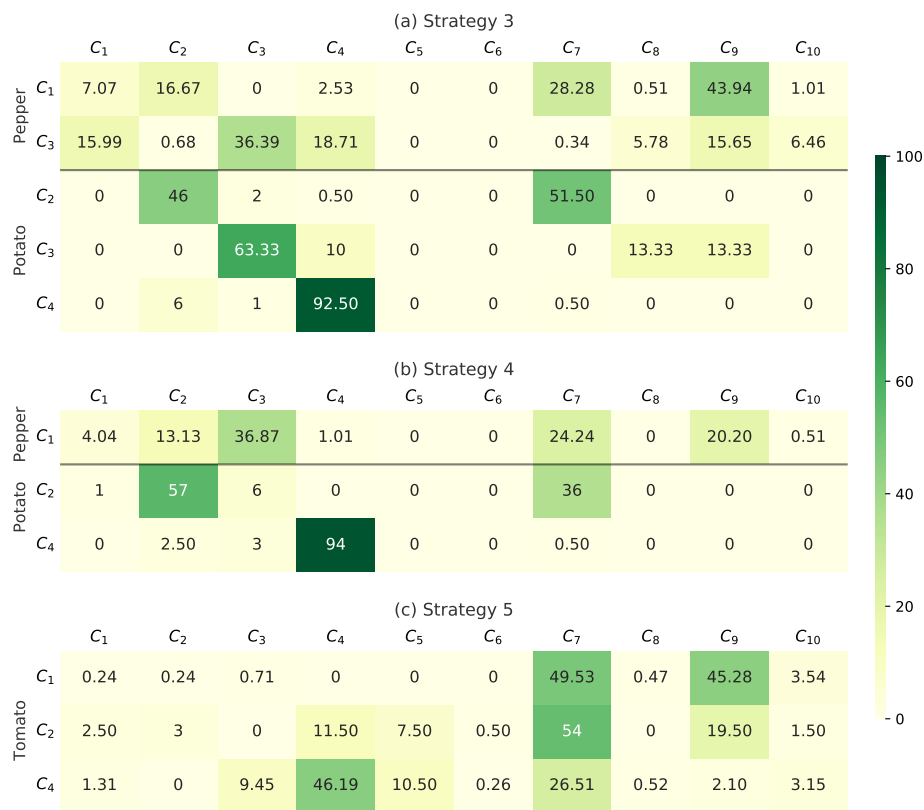 (a) Strategy 3
C₁ C₂ C₃ C₄ C₅ C₆ C₇ C₈ C₉ C₁₀
Pepper
C₁ 7.07 16.67 0 2.53 0 0 28.28 0.51 43.94 1.01
C₃ 15.99 0.68 36.39 18.71 0 0 0.34 5.78 15.65 6.46
Potato
C₂ 0 46 2 0.50 0 0 51.50 0 0 0
C₃ 0 0 63.33 10 0 0 0 13.33 13.33 0
C₄ 0 6 1 92.50 0 0 0.50 0 0 0
(b) Strategy 4
C₁ C₂ C₃ C₄ C₅ C₆ C₇ C₈ C₉ C₁₀
Pepper
C₁ 4.04 13.13 36.87 1.01 0 0 24.24 0 20.20 0.51
Potato
C₂ 1 57 6 0 0 0 36 0 0 0
C₄ 0 2.50 3 94 0 0 0.50 0 0 0
(c) Strategy 5
C₁ C₂ C₃ C₄ C₅ C₆ C₇ C₈ C₉ C₁₀
Tomato
C₁ 0.24 0.24 0.71 0 0 0 49.53 0.47 45.28 3.54
C₂ 2.50 3 0 11.50 7.50 0.50 54 0 19.50 1.50
C₄ 1.31 0 9.45 46.19 10.50 0.26 26.51 0.52 2.10 3.15
100
80
60
40
20
0